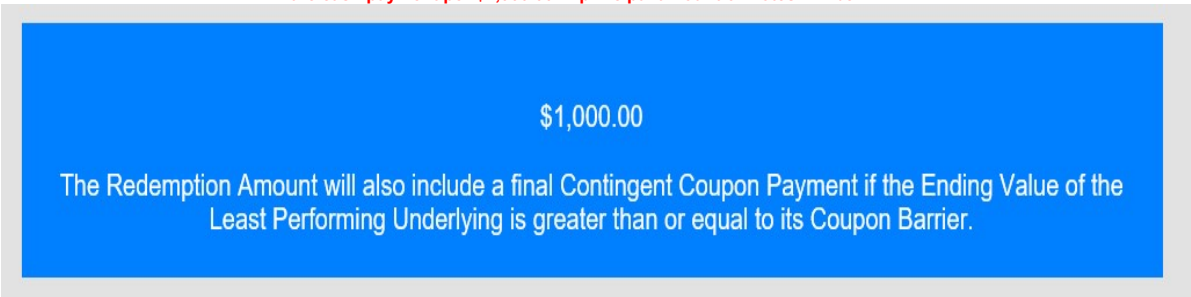 $1,000.00
The Redemption Amount will also include a final Contingent Coupon Payment if the Ending Value of the
Least Performing Underlying is greater than or equal to its Coupon Barrier.